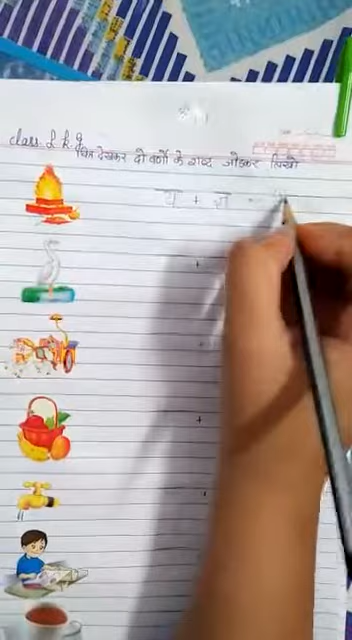 class L.k.g
चित्र देखकर दो वर्णों के शब्द जोड़कर लिखो
य + ज -
+
+
+
+